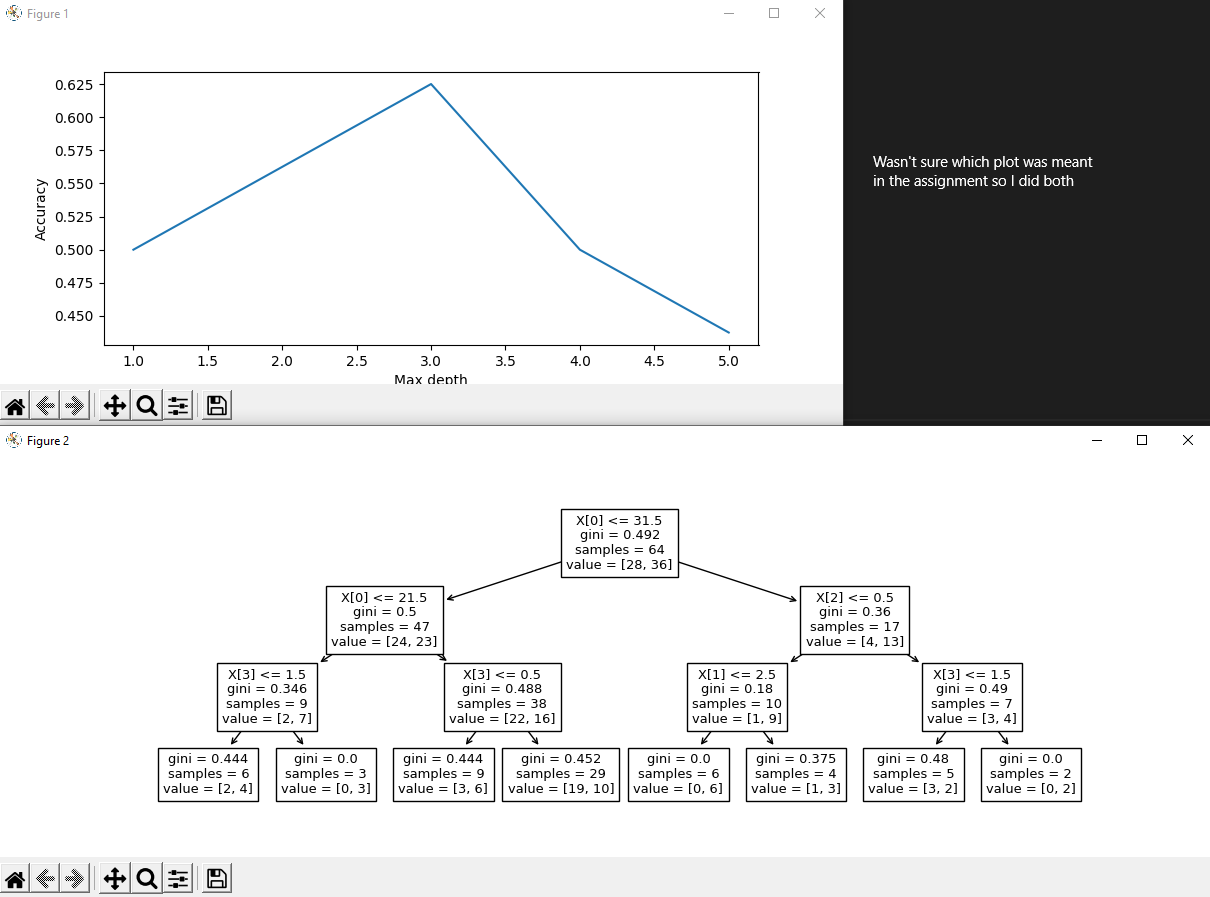 Figure 1
0.625
0.600
0.575
0.550
0.525
0.500
0.475
0.450
Accuracy
1.0 1.5 2.0 2.5 3.0 3.5 4.0 4.5 5.0
Max depth
Wasn't sure which plot was meant
in the assignment so I did both
Figure 2
X[0] <= 31.5
gini = 0.492
samples = 64
value = [28, 36]
X[0] <= 21.5
gini = 0.5
samples = 47
value = [24, 23]
X[2] <= 0.5
gini = 0.36
samples = 17
value = [4, 13]
X[3] <= 1.5
gini = 0.346
samples = 9
value = [2, 7]
X[3] <= 0.5
gini = 0.488
samples = 38
value = [22, 16]
X[1] <= 2.5
gini = 0.18
samples = 10
value = [1, 9]
X[3] <= 1.5
gini = 0.49
samples = 7
value = [3, 4]
gini = 0.444
samples = 6
value = [2, 4]
gini = 0.0
samples = 3
value = [0, 3]
gini = 0.444
samples = 9
value = [3, 6]
gini = 0.452
samples = 29
value = [19, 10]
gini = 0.0
samples = 6
value = [0, 6]
gini = 0.375
samples = 4
value = [1, 3]
gini = 0.48
samples = 5
value = [3, 2]
gini = 0.0
samples = 2
value = [0, 2]